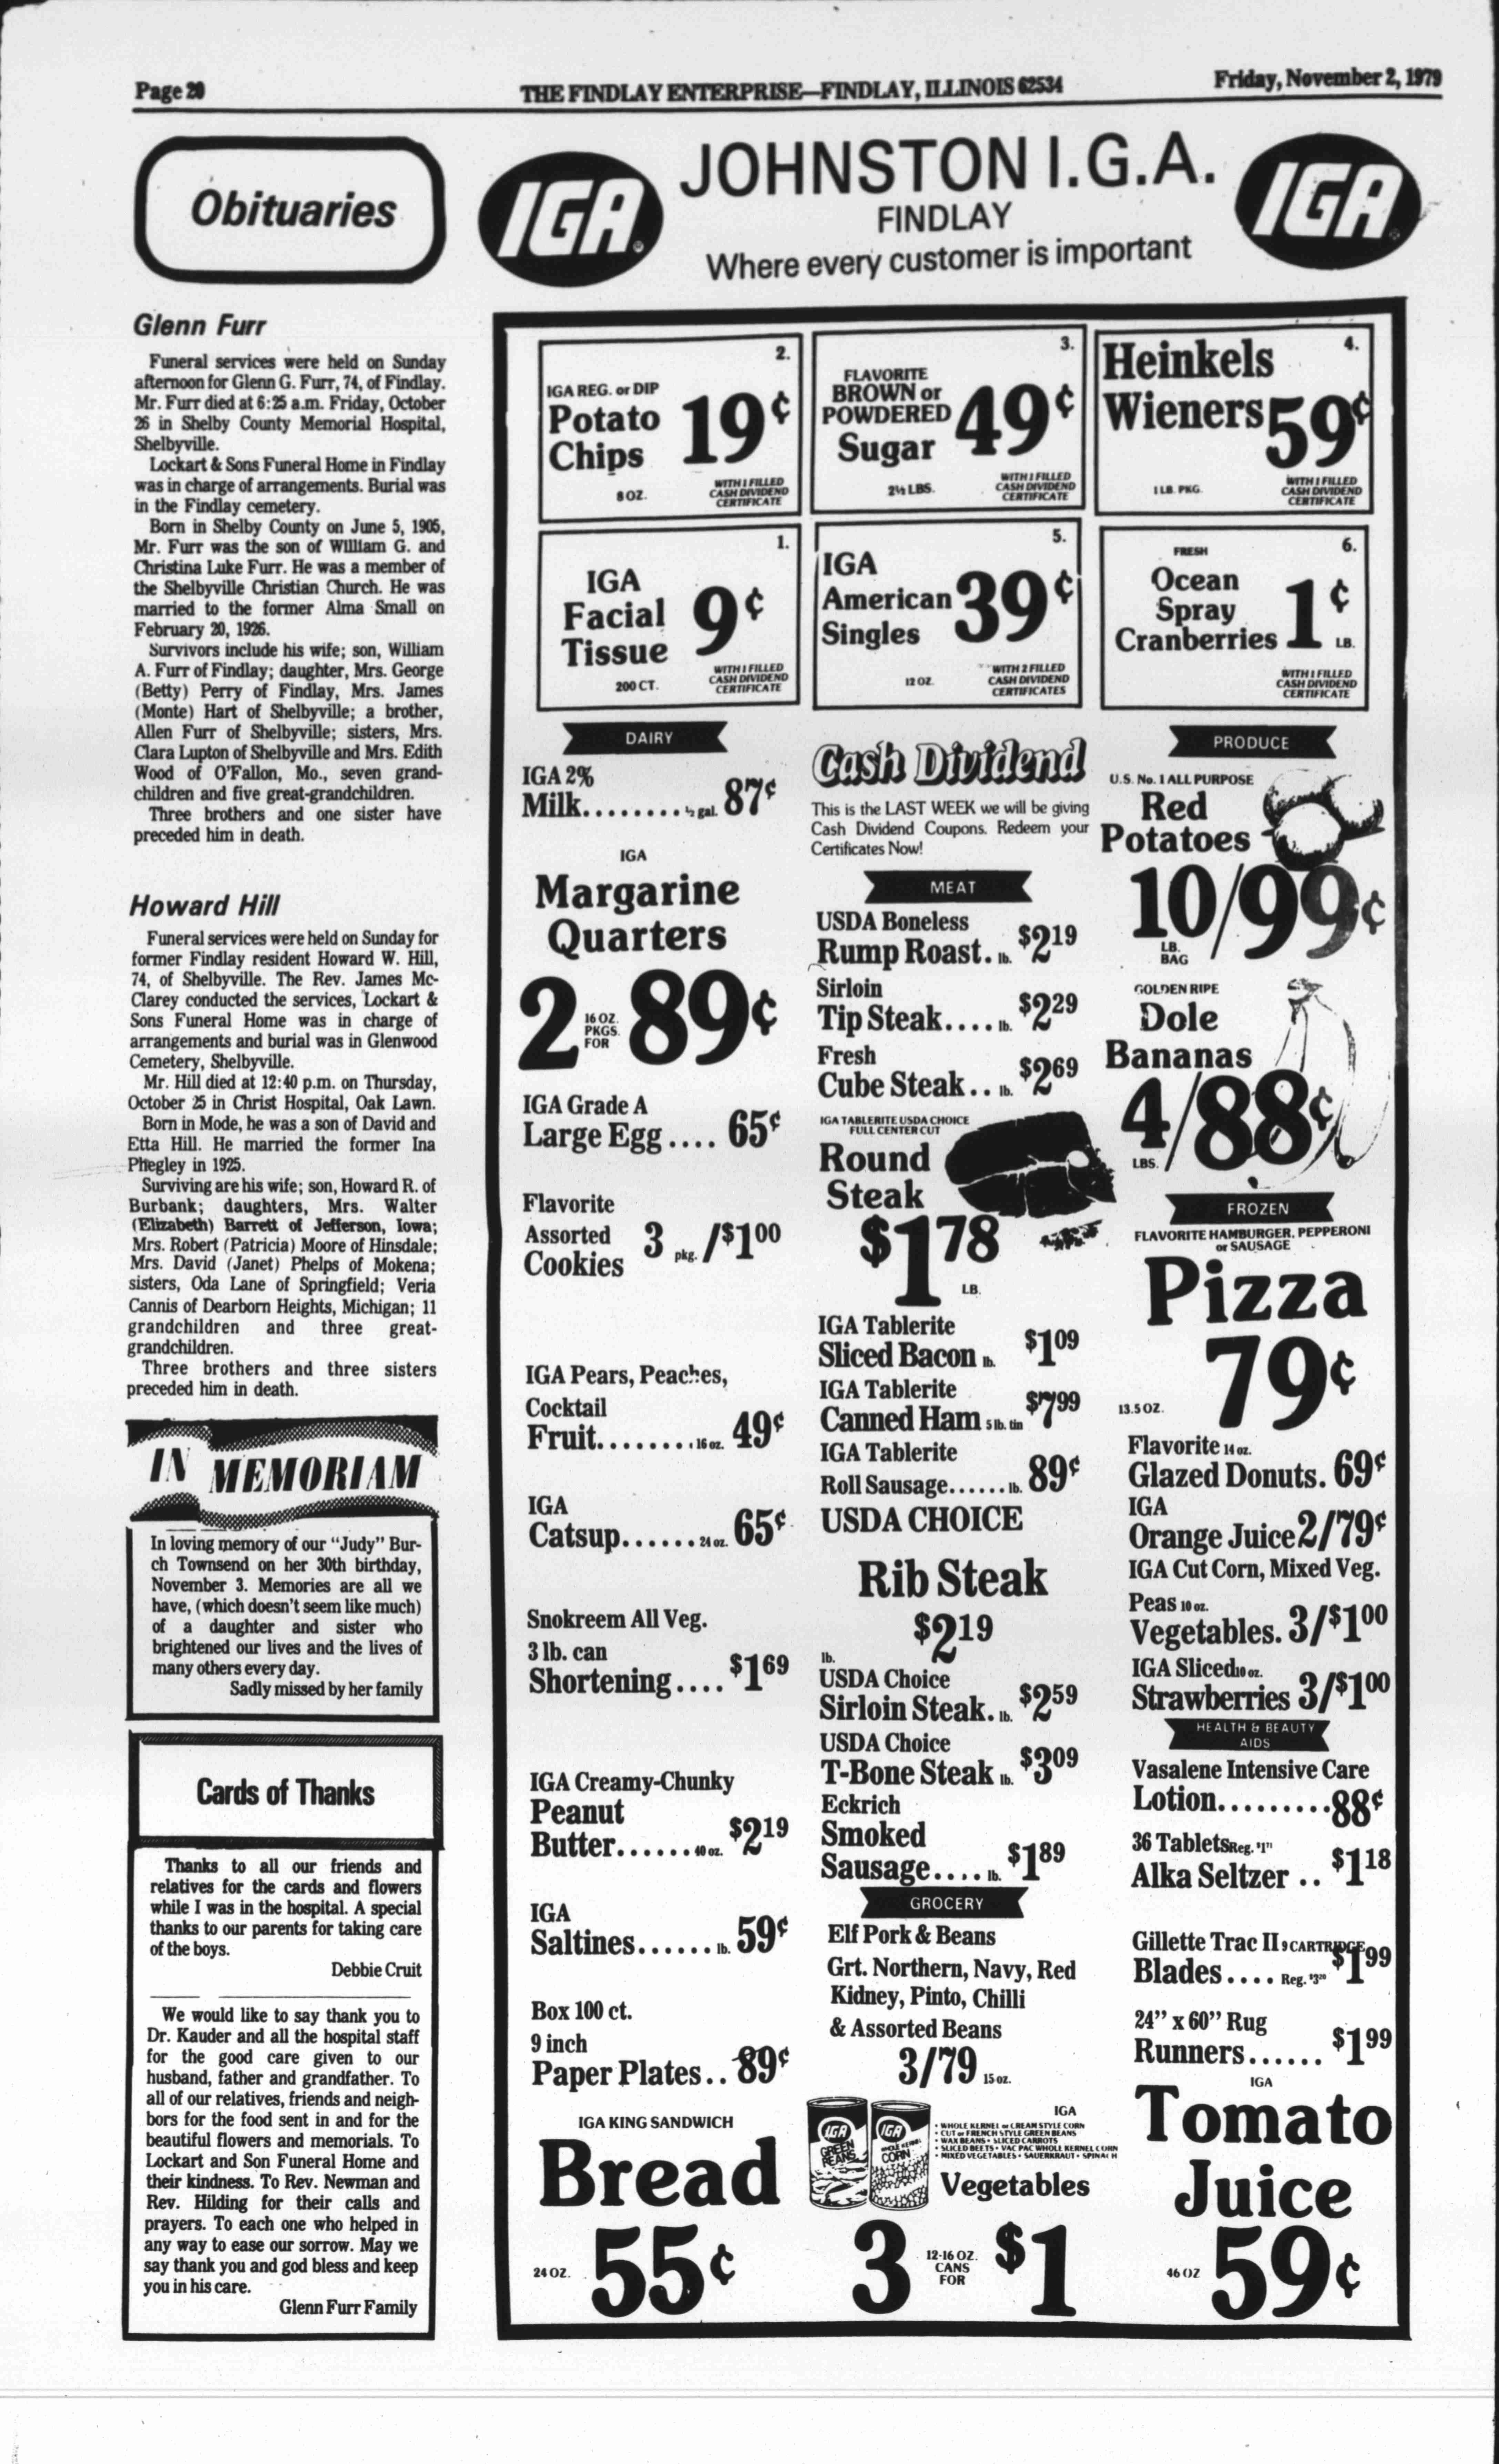 Page 20
THE FINDLAY ENTERPRISE—FINDLAY, ILLINOIS 62534
Friday, November 2, 1979
Obituaries
Glenn Furr
Funeral services were held on Sunday
afternoon for Glenn G. Furr, 74, of Findlay.
Mr. Furr died at 6:25 a.m. Friday, October
26 in Shelby County Memorial Hospital,
Shelbyville.
Lockart & Sons Funeral Home in Findlay
was in charge of arrangements. Burial was
in the Findlay cemetery.
Born in Shelby County on June 5, 1905,
Mr. Furr was the son of William G. and
Christina Luke Furr. He was a member of
the Shelbyville Christian Church. He was
married to the former Alma Small on
February 20, 1926.
Survivors include his wife; son, William
A. Furr of Findlay; daughter, Mrs. George
(Betty) Perry of Findlay, Mrs. James
(Monte) Hart of Shelbyville; a brother,
Allen Furr of Shelbyville; sisters, Mrs.
Clara Lupton of Shelbyville and Mrs. Edith
Wood of O'Fallon, Mo., seven grand-
children and five great-grandchildren.
Three brothers and one sister have
preceded him in death.
Howard Hill
Funeral services were held on Sunday for
former Findlay resident Howard W. Hill,
74, of Shelbyville. The Rev. James Mc-
Clarey conducted the services, Lockart &
Sons Funeral Home was in charge of
arrangements and burial was in Glenwood
Cemetery, Shelbyville.
Mr. Hill died at 12:40 p.m. on Thursday,
October 25 in Christ Hospital, Oak Lawn.
Born in Mode, he was a son of David and
Etta Hill. He married the former Ina
Phegley in 1925.
Surviving are his wife; son, Howard R. of
Burbank; daughters, Mrs. Walter
(Elizabeth) Barrett of Jefferson, Iowa;
Mrs. Robert (Patricia) Moore of Hinsdale;
Mrs. David (Janet) Phelps of Mokena;
sisters, Oda Lane of Springfield; Veria
Cannis of Dearborn Heights, Michigan; 11
grandchildren and three great-
grandchildren.
Three brothers and three sisters
preceded him in death.
IN MEMORIAM
In loving memory of our "Judy" Bur-
ch Townsend on her 30th birthday,
November 3. Memories are all we
have, (which doesn't seem like much)
of a daughter and sister who
brightened our lives and the lives of
many others every day.
Sadly missed by her family
Cards of Thanks
Thanks to all our friends and
relatives for the cards and flowers
while I was in the hospital. A special
thanks to our parents for taking care
of the boys.
Debbie Cruit
We would like to say thank you to
Dr. Kauder and all the hospital staff
for the good care given to our
husband, father and grandfather. To
all of our relatives, friends and neigh-
bors for the food sent in and for the
beautiful flowers and memorials. To
Lockart and Son Funeral Home and
their kindness. To Rev. Newman and
Rev. Hilding for their calls and
prayers. To each one who helped in
any way to ease our sorrow. May we
say thank you and god bless and keep
you in his care.
Glenn Furr Family
IGA
JOHNSTON I.G.A.
FINDLAY
Where every customer is important
IGA
2.
IGA REG. or DIP
Potato
Chips
19¢
8 OZ.
WITH 1 FILLED
CASH DIVIDEND
CERTIFICATE
3.
FLAVORITE
BROWN or
POWDERED
Sugar
49¢
2½ LBS.
WITH 1 FILLED
CASH DIVIDEND
CERTIFICATE
4.
Heinkels
Wieners 59¢
1 LB. PKG.
WITH 1 FILLED
CASH DIVIDEND
CERTIFICATE
1.
IGA
Facial
Tissue
9¢
200 CT.
WITH 1 FILLED
CASH DIVIDEND
CERTIFICATE
5.
IGA
American
Singles
39¢
12 OZ.
WITH 2 FILLED
CASH DIVIDEND
CERTIFICATES
6.
FRESH
Ocean
Spray
Cranberries
1¢
LB.
WITH 1 FILLED
CASH DIVIDEND
CERTIFICATE
DAIRY
IGA 2%
Milk........ ½ gal. 87¢
IGA
Margarine
Quarters
2 16 OZ. PKGS. FOR 89¢
IGA Grade A
Large Egg.... 65¢
Flavorite
Assorted
Cookies
3 pkg. /$1.00
IGA Pears, Peaches,
Cocktail
Fruit........ 16 oz. 49¢
IGA
Catsup...... 24 oz. 65¢
Snokreem All Veg.
3 lb. can
Shortening.... $1.69
IGA Creamy-Chunky
Peanut
Butter...... 40 oz. $2.19
IGA
Saltines...... lb. 59¢
Box 100 ct.
9 inch
Paper Plates.. 89¢
IGA KING SANDWICH
Bread
24 OZ. 55¢
Cash Dividend
This is the LAST WEEK we will be giving
Cash Dividend Coupons. Redeem your
Certificates Now!
MEAT
USDA Boneless
Rump Roast. lb. $2.19
Sirloin
Tip Steak.... lb. $2.29
Fresh
Cube Steak.. lb. $2.69
IGA TABLERITE USDA CHOICE
FULL CENTER CUT
Round
Steak
$1.78
LB.
IGA Tablerite
Sliced Bacon lb. $1.09
IGA Tablerite
Canned Ham 5 lb. tin $7.99
IGA Tablerite
Roll Sausage...... lb. 89¢
USDA CHOICE
Rib Steak
lb. $2.19
USDA Choice
Sirloin Steak. lb. $2.59
USDA Choice
T-Bone Steak lb. $3.09
Eckrich
Smoked
Sausage.... lb. $1.89
GROCERY
Elf Pork & Beans
Grt. Northern, Navy, Red
Kidney, Pinto, Chilli
& Assorted Beans
3/79 15 oz.
IGA
GREEN BEANS
IGA
WHOLE KERNEL
CORN
IGA
• WHOLE KERNEL or CREAM STYLE CORN
• CUT or FRENCH STYLE GREEN BEANS
• WAX BEANS • SLICED CARROTS
• SLICED BEETS • VAC PAC WHOLE KERNEL CORN
• MIXED VEGETABLES • SAUERKRAUT • SPINACH
Vegetables
3 12-16 OZ. CANS FOR $1
PRODUCE
U.S. No. 1 ALL PURPOSE
Red
Potatoes
10/99¢
LB.
BAG
GOLDEN RIPE
Dole
Bananas
4/88¢
LBS.
FROZEN
FLAVORITE HAMBURGER, PEPPERONI
or SAUSAGE
Pizza
13.5 OZ. 79¢
Flavorite 14 oz.
Glazed Donuts. 69¢
IGA
Orange Juice 2/79¢
IGA Cut Corn, Mixed Veg.
Peas 10 oz.
Vegetables. 3/$1.00
IGA Sliced 10 oz.
Strawberries 3/$1.00
HEALTH & BEAUTY
AIDS
Vasalene Intensive Care
Lotion......... 88¢
36 Tablets Reg.
Alka Seltzer .. $1.18
Gillette Trac II 9 CARTRIDGE
Blades.... Reg. $1.99
24" x 60" Rug
Runners...... $1.99
IGA
Tomato
Juice
46 OZ 59¢